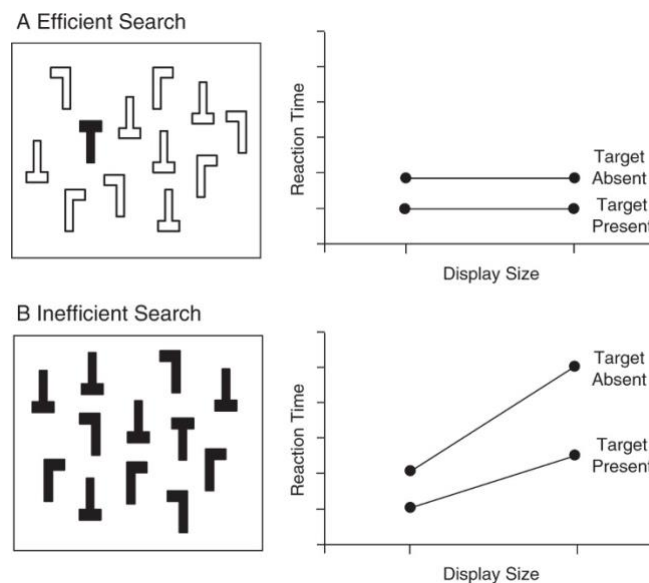 A Efficient Search
Reaction Time
Target
Absent
Target
Present
Display Size
B Inefficient Search
Reaction Time
Target
Absent
Target
Present
Display Size